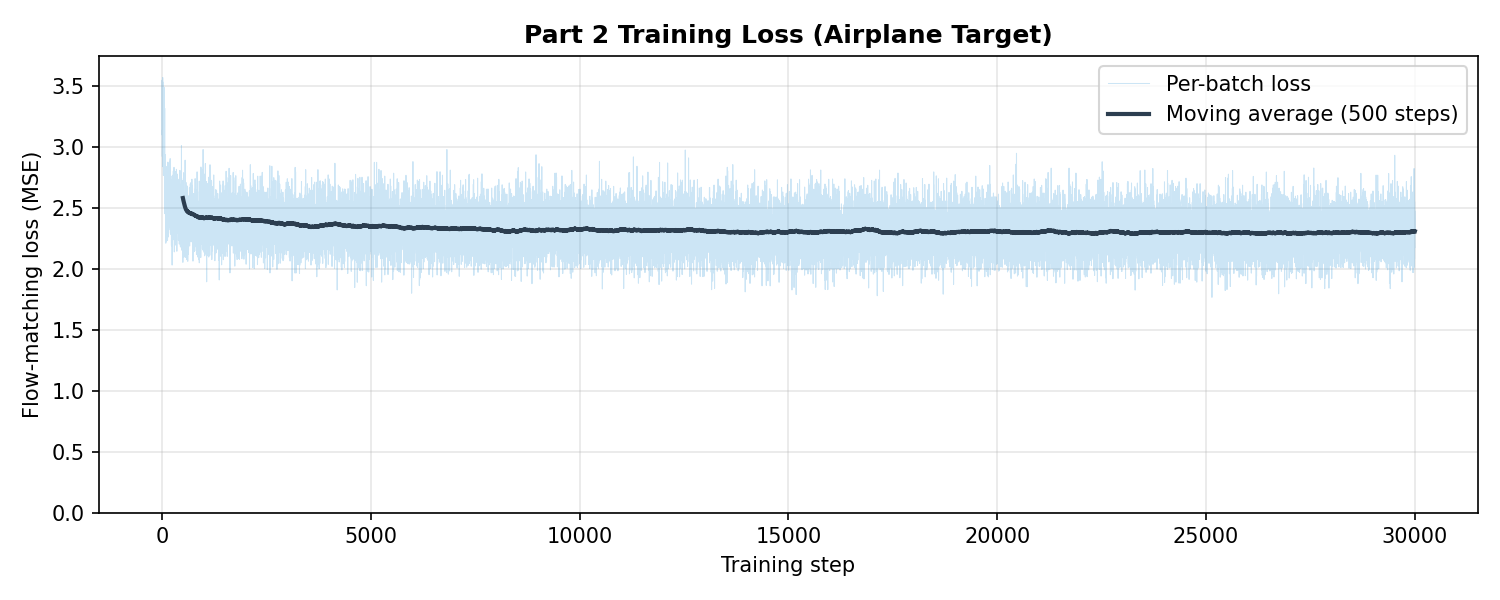 Part 2 Training Loss (Airplane Target)
Per-batch loss
Moving average (500 steps)
Flow-matching loss (MSE)
3.5
3.0
2.5
2.0
1.5
1.0
0.5
0.0
0 5000 10000 15000 20000 25000 30000
Training step